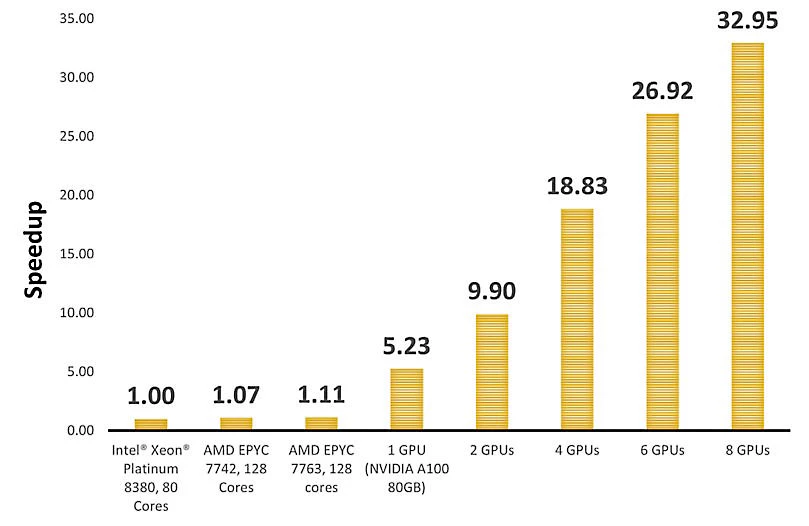 35.00
30.00
25.00
20.00
15.00
10.00
5.00
0.00
Speedup
1.00
1.07
1.11
5.23
9.90
18.83
26.92
32.95
Intel® Xeon®
Platinum
8380, 80
Cores
AMD EPYC
7742, 128
Cores
AMD EPYC
7763, 128
cores
1 GPU
(NVIDIA A100
80GB)
2 GPUs
4 GPUs
6 GPUs
8 GPUs